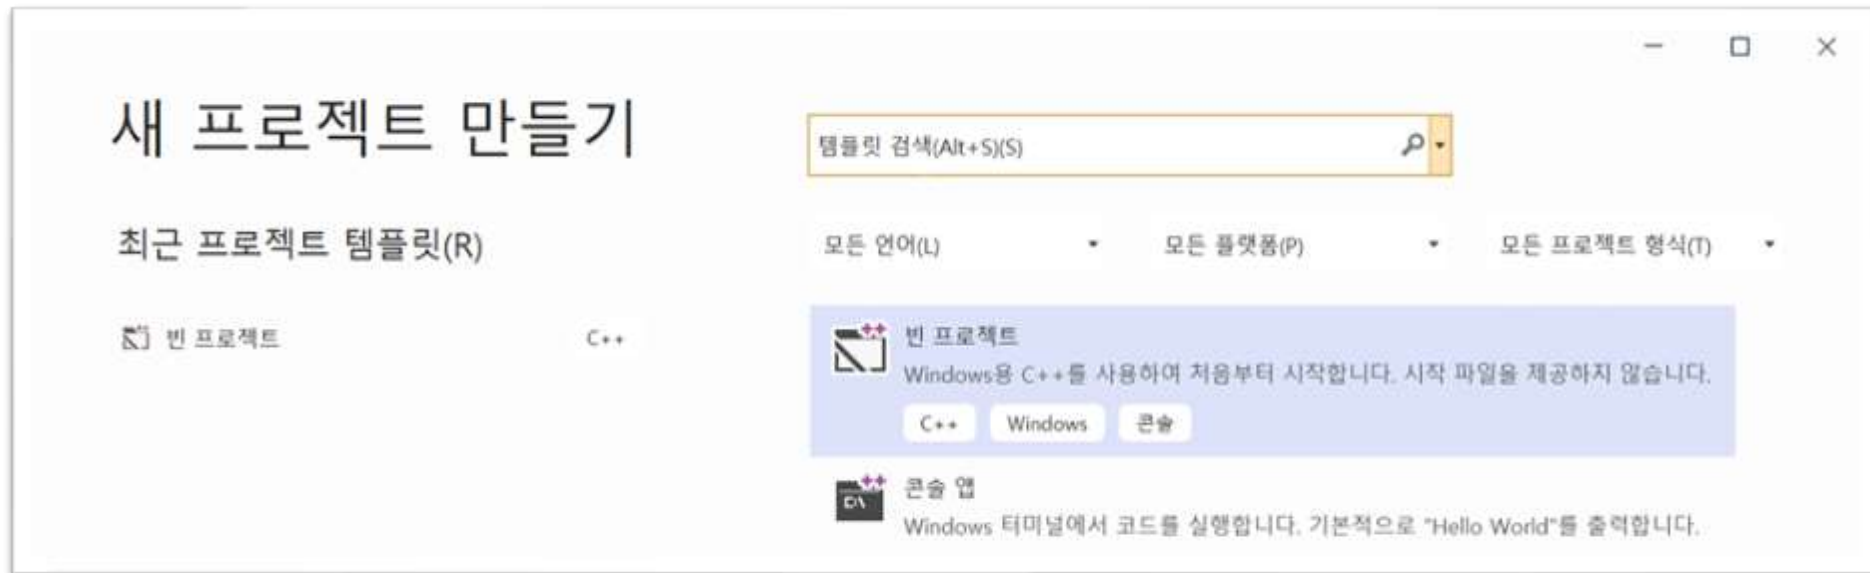 새 프로젝트 만들기
템플릿 검색(Alt+S)(S)
최근 프로젝트 템플릿(R)
모든 언어(L)
모든 플랫폼(P)
모든 프로젝트 형식(T)
빈 프로젝트
C++
빈 프로젝트
Windows용 C++를 사용하여 처음부터 시작합니다. 시작 파일을 제공하지 않습니다.
C++
Windows
콘솔
콘솔 앱
Windows 터미널에서 코드를 실행합니다. 기본적으로 "Hello World"를 출력합니다.